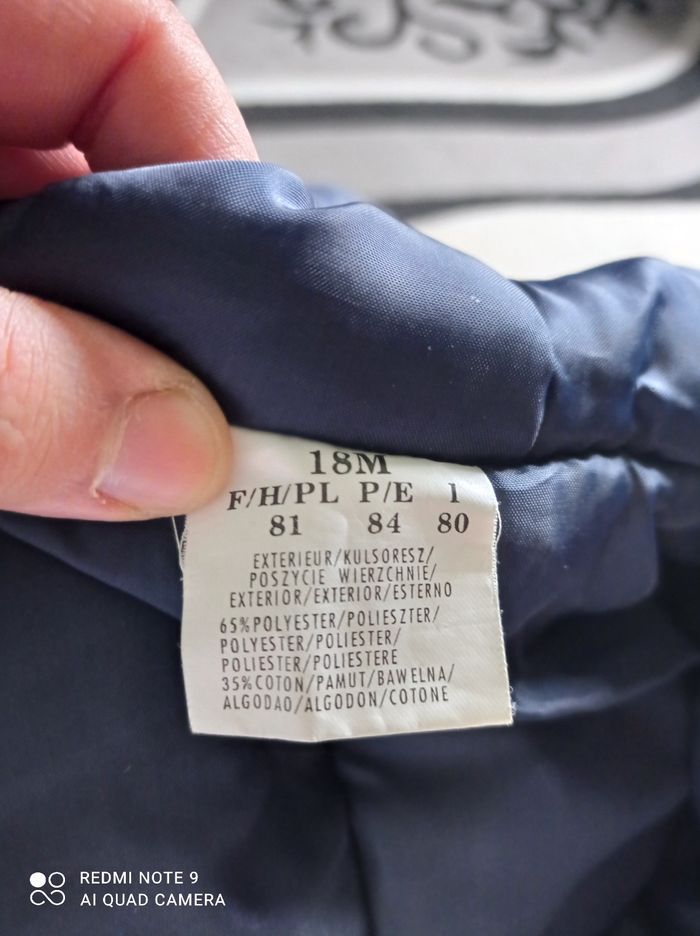 18M
F/H/PL P/E I
81 84 80
EXTERIEUR/KULSORESZ/
POSZYCIE WIERZCHNIE/
EXTERIOR/EXTERIOR/ESTERNO
65%POLYESTER/POLIESZTER/
POLYESTER/POLIESTER/
POLIESTER/POLIESTERE
35%COTON/PAMUT/BAWELNA/
ALGODAO/ALGODON/COTONE
REDMI NOTE 9
AI QUAD CAMERA